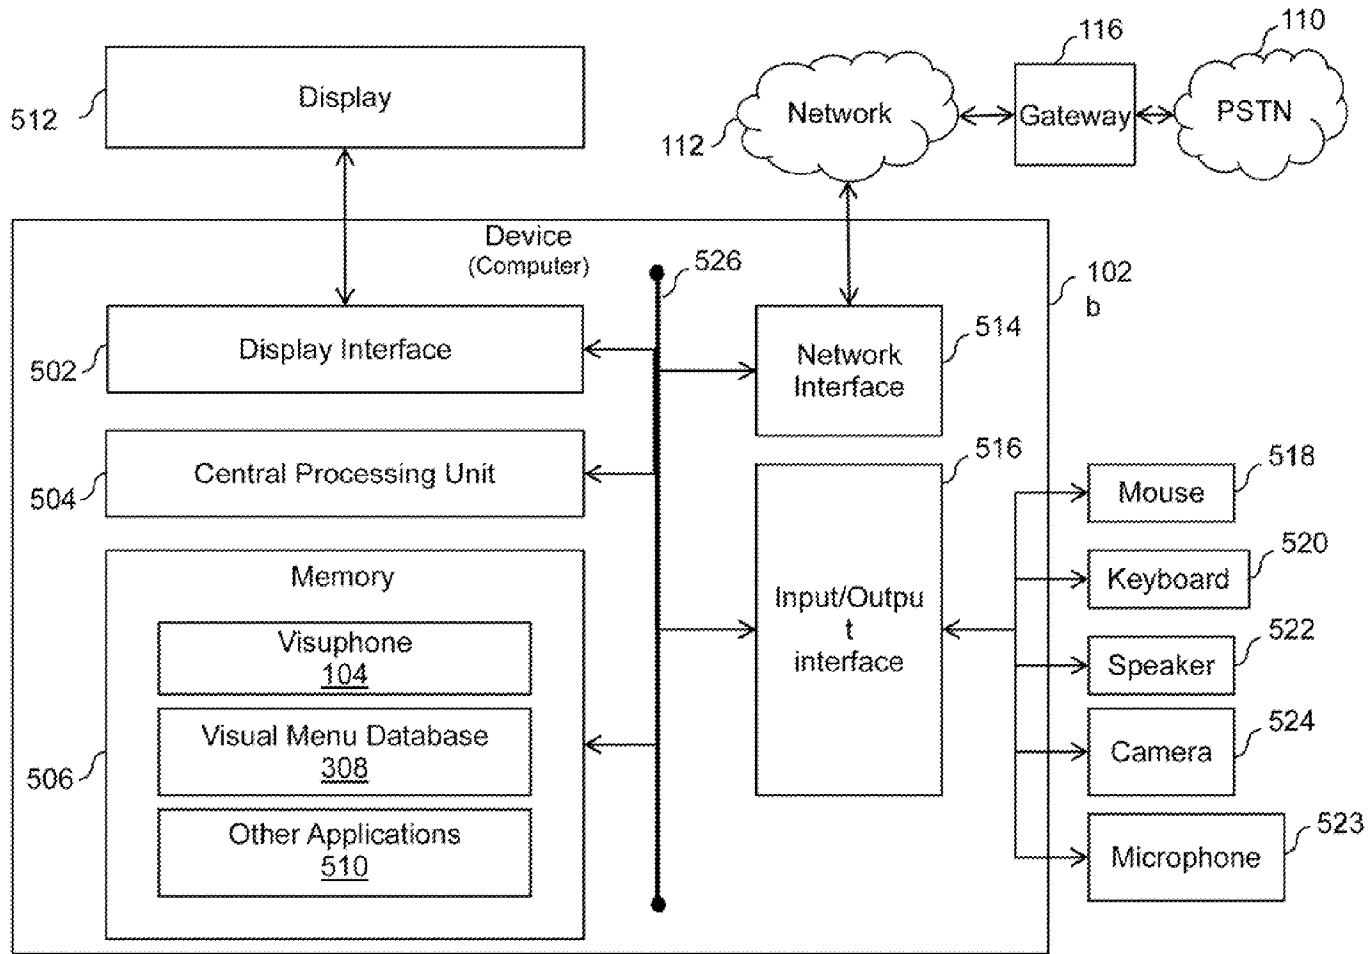 116
110
Display
512
Network
112
Gateway
PSTN
Device
(Computer)
526
102
b
Display Interface
502
Network
Interface
514
Central Processing Unit
504
516
Input/Outpu
t
interface
Mouse
518
Keyboard
520
Speaker
522
Camera
524
Microphone
523
Memory
506
Visuphone
104
Visual Menu Database
308
Other Applications
510